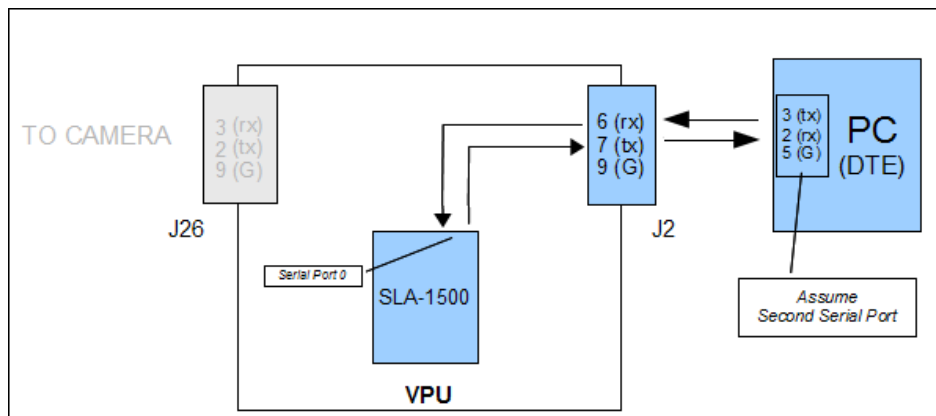 TO CAMERA
3 (rx)
2 (tx)
9 (G)
J26
Serial Port 0
SLA-1500
VPU
6 (rx)
7 (tx)
9 (G)
J2
3 (tx)
2 (rx)
5 (G)
PC
(DTE)
Assume
Second Serial Port